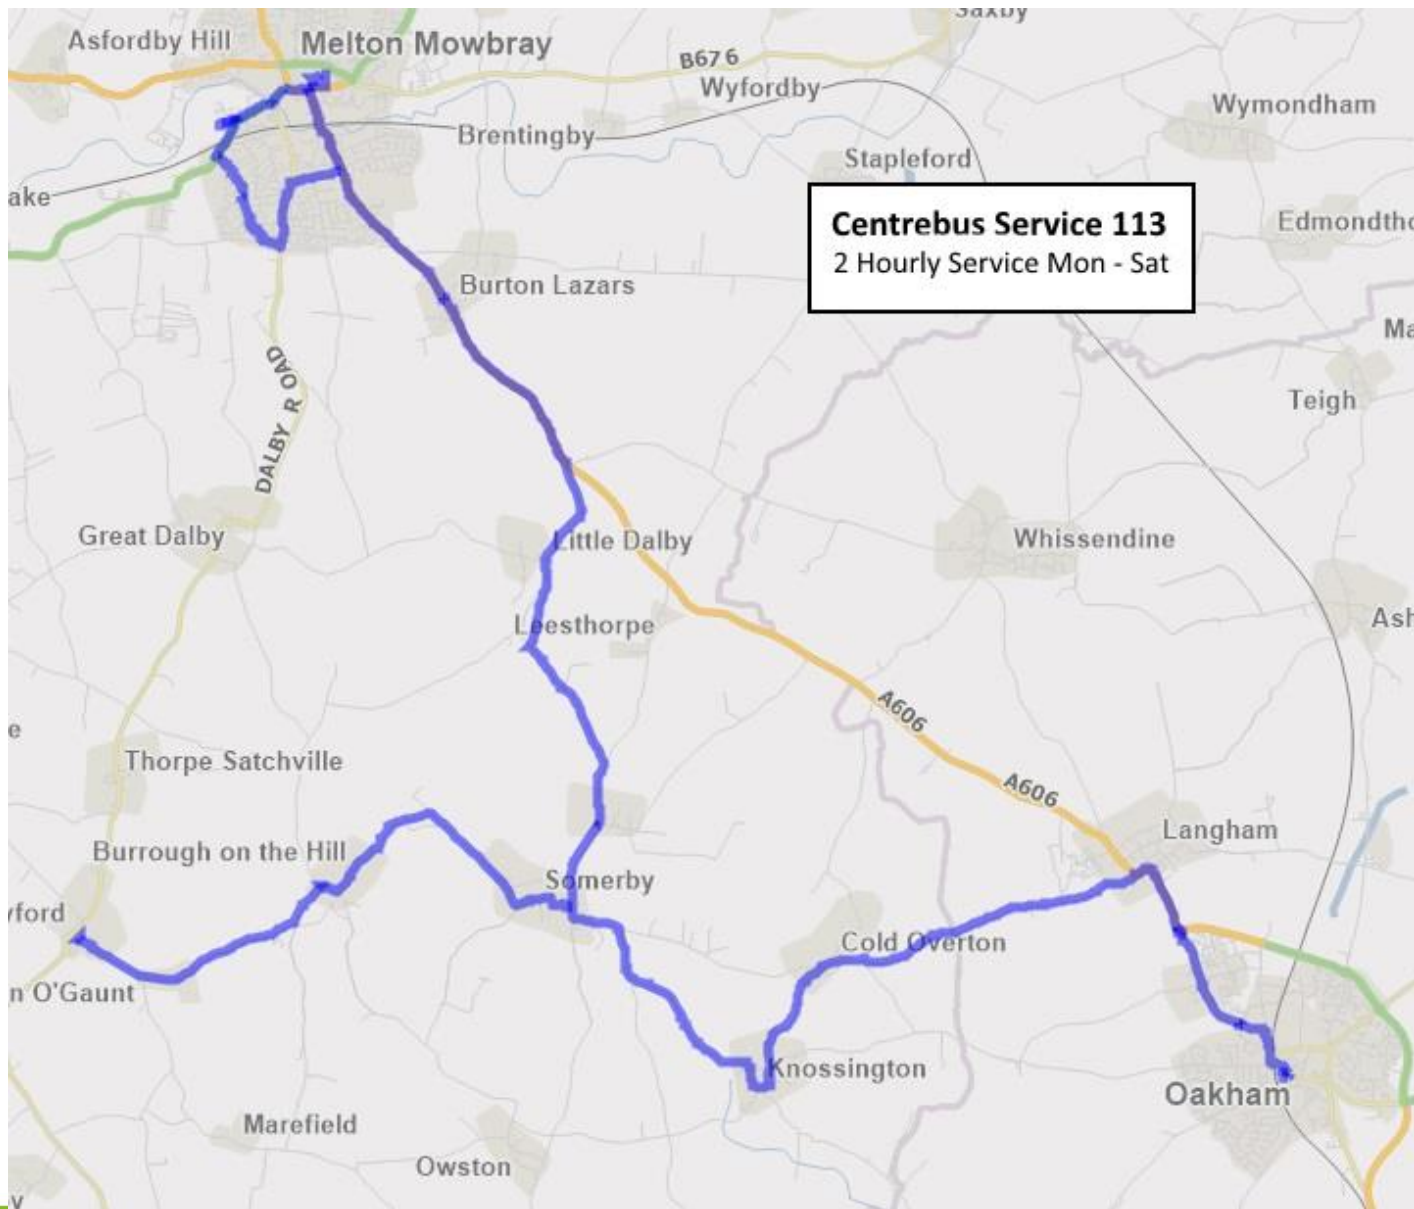 Saxby
Asfordby Hill
Melton Mowbray
B676
Wyfordby
Wymondham
Brentingby
Stapleford
ake
Centrebus Service 113
2 Hourly Service Mon - Sat
Edmondtho
Burton Lazars
Ma
DALBY ROAD
Teigh
Great Dalby
Little Dalby
Whissendine
Leesthorpe
Ash
A606
e
Thorpe Satchville
A606
Langham
Burrough on the Hill
Somerby
yford
Cold Overton
n O'Gaunt
Knossington
Oakham
Marefield
Owston
y